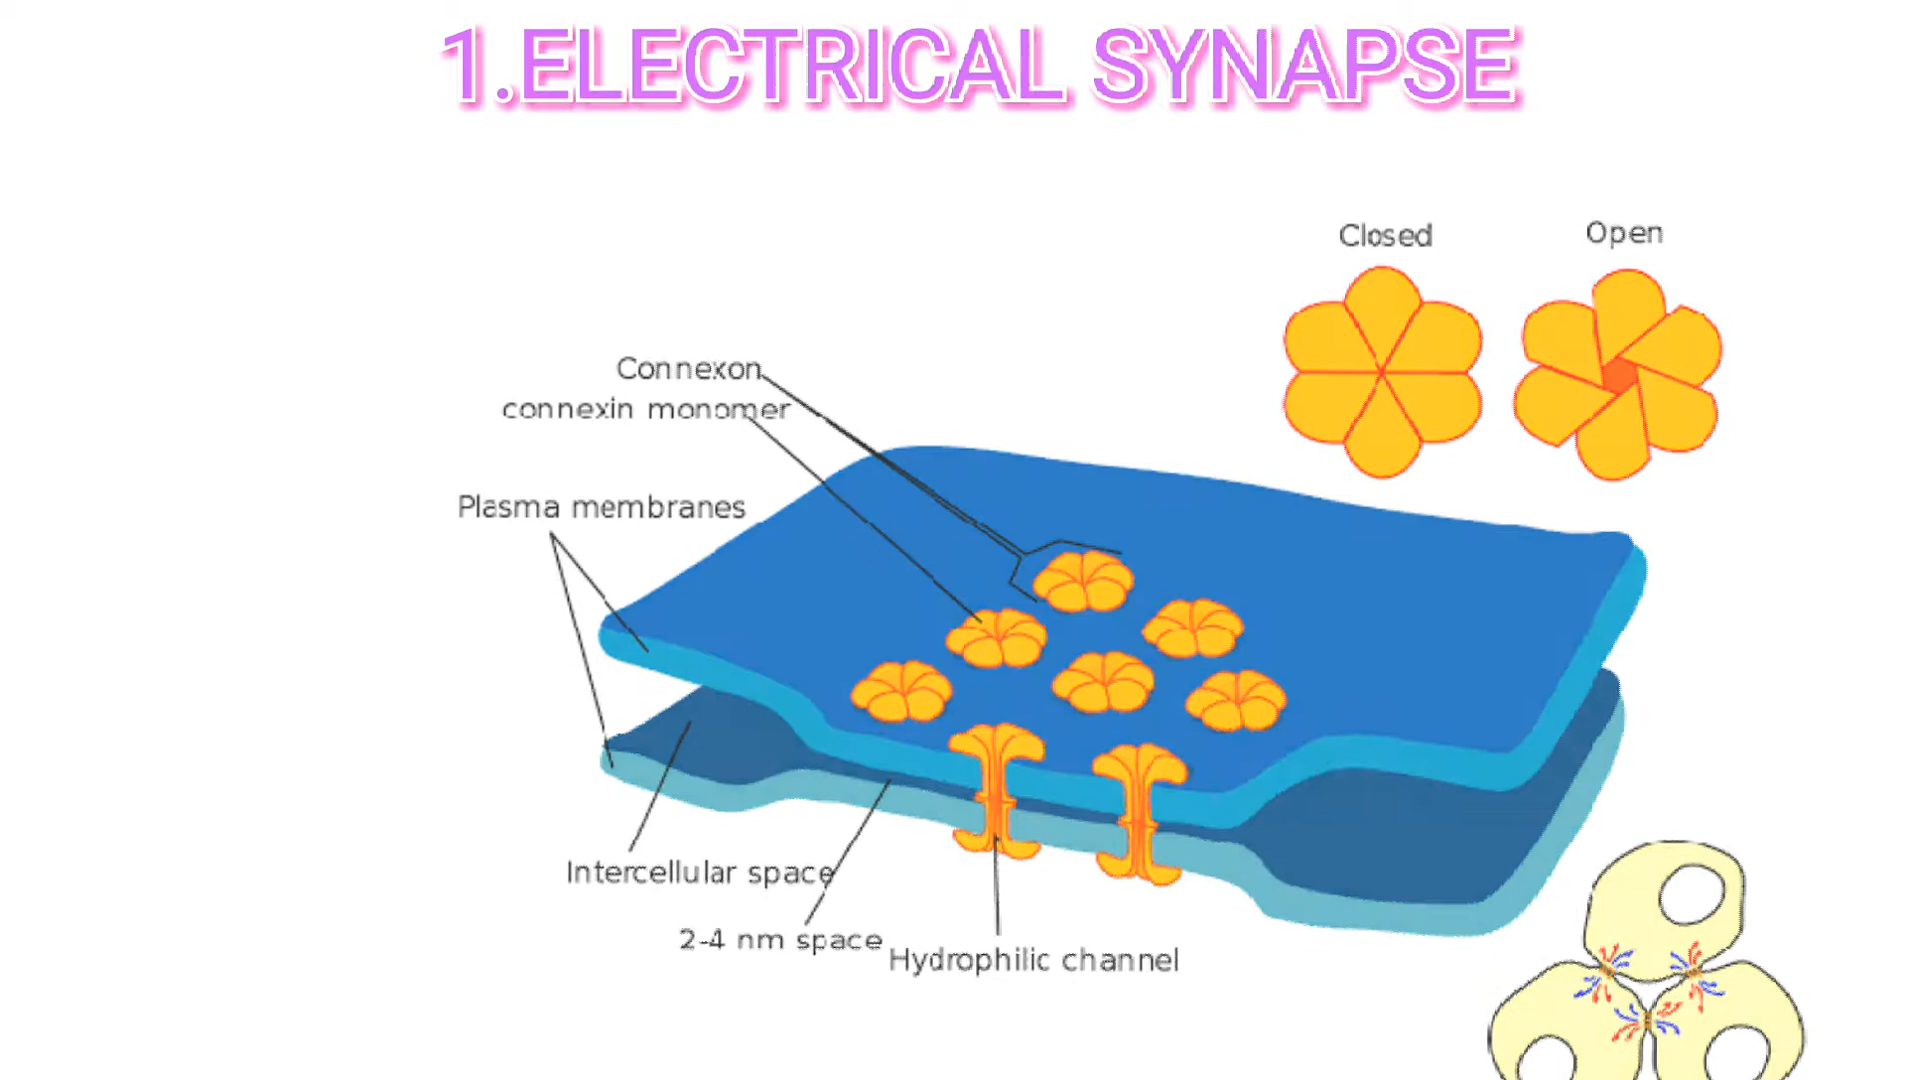 1.ELECTRICAL SYNAPSE
Closed
Open
Connexon
connexin monomer
Plasma membranes
Intercellular space
2-4 nm space
Hydrophilic channel